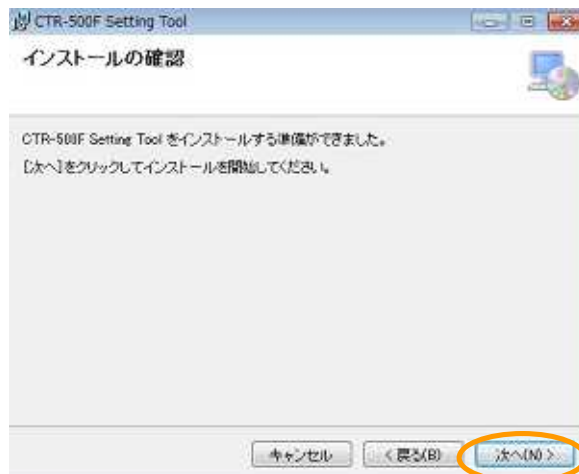 CTR-500F Setting Tool
インストールの確認
CTR-500F Setting Tool をインストールする準備ができました。
[次へ]をクリックしてインストールを開始してください。
キャンセル
< 戻る(B)
次へ(N) >